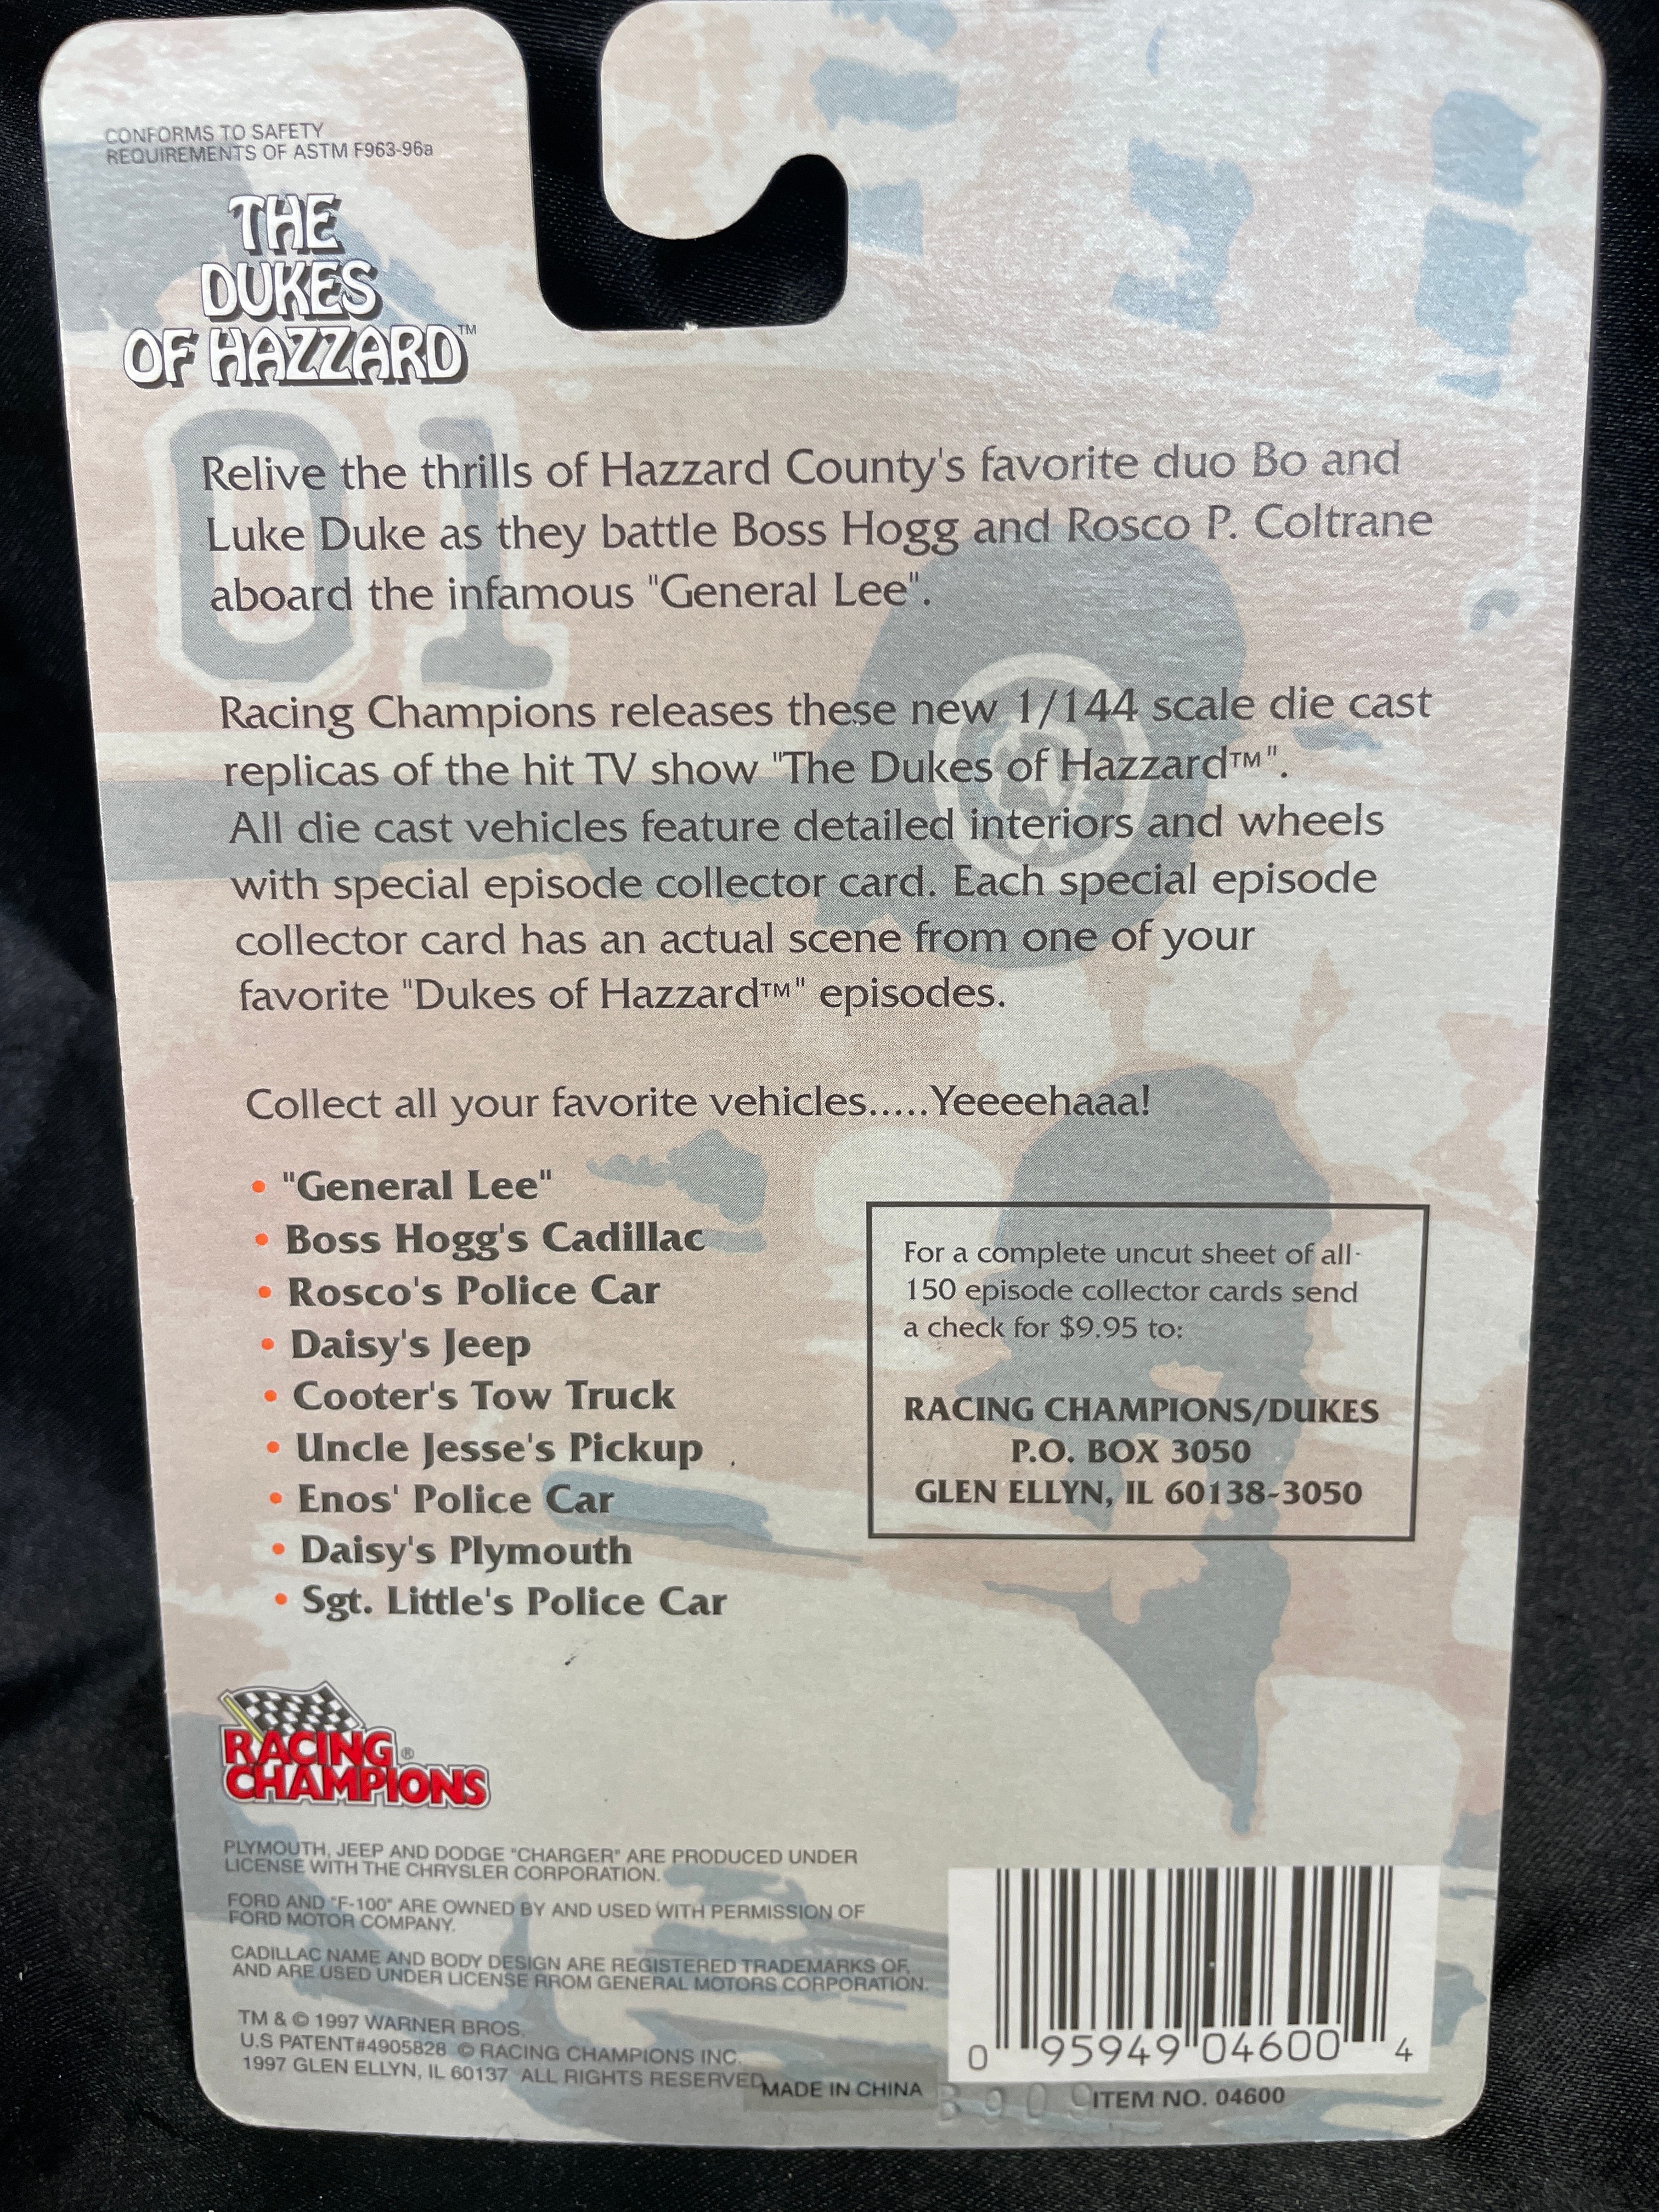 CONFORMS TO SAFETY
REQUIREMENTS OF ASTM F963-96a
THE
DUKES
OF HAZZARD™
01
Relive the thrills of Hazzard County's favorite duo Bo and
Luke Duke as they battle Boss Hogg and Rosco P. Coltrane
aboard the infamous "General Lee".
Racing Champions releases these new 1/144 scale die cast
replicas of the hit TV show "The Dukes of Hazzard™".
All die cast vehicles feature detailed interiors and wheels
with special episode collector card. Each special episode
collector card has an actual scene from one of your
favorite "Dukes of Hazzard™" episodes.
Collect all your favorite vehicles.....Yeeeehaaa!
• "General Lee"
• Boss Hogg's Cadillac
• Rosco's Police Car
• Daisy's Jeep
• Cooter's Tow Truck
• Uncle Jesse's Pickup
• Enos' Police Car
• Daisy's Plymouth
• Sgt. Little's Police Car
For a complete uncut sheet of all
150 episode collector cards send
a check for $9.95 to:
RACING CHAMPIONS/DUKES
P.O. BOX 3050
GLEN ELLYN, IL 60138-3050
RACING®
CHAMPIONS
PLYMOUTH, JEEP AND DODGE "CHARGER" ARE PRODUCED UNDER
LICENSE WITH THE CHRYSLER CORPORATION.
FORD AND "F-100" ARE OWNED BY AND USED WITH PERMISSION OF
FORD MOTOR COMPANY.
CADILLAC NAME AND BODY DESIGN ARE REGISTERED TRADEMARKS OF,
AND ARE USED UNDER LICENSE RROM GENERAL MOTORS CORPORATION.
TM & © 1997 WARNER BROS.
U.S PATENT#4905828 © RACING CHAMPIONS INC.
1997 GLEN ELLYN, IL 60137 ALL RIGHTS RESERVED
MADE IN CHINA
0 95949 04600 4
B909
ITEM NO. 04600